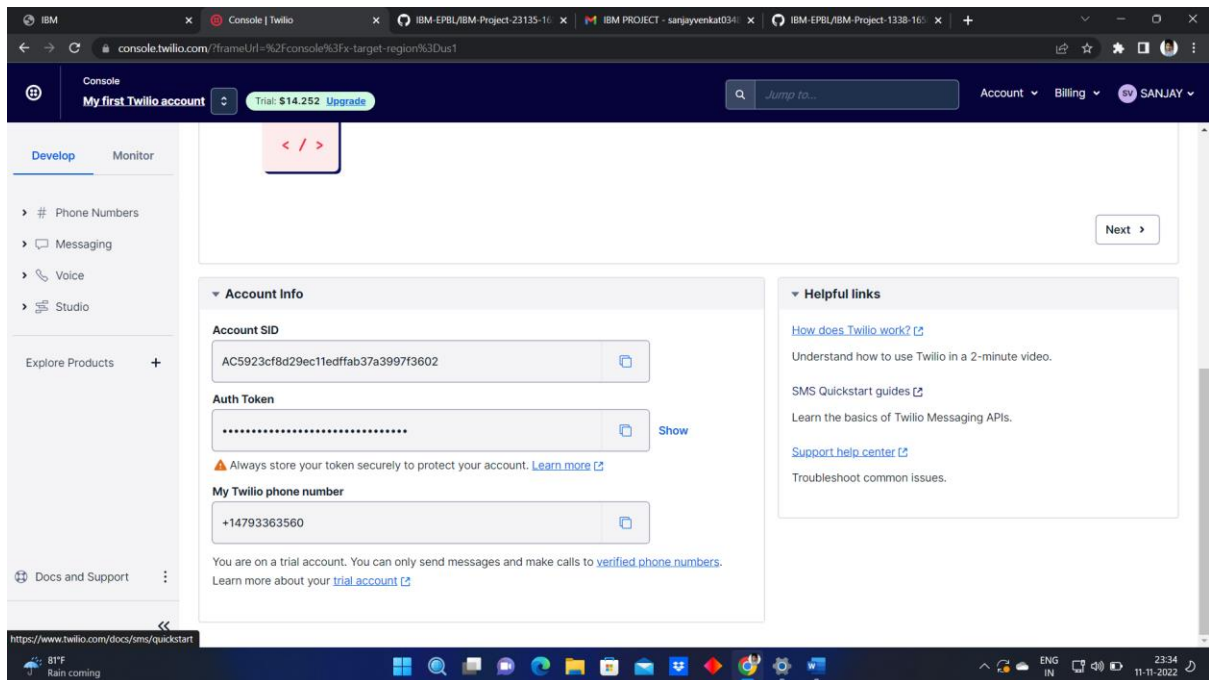 IBM
Console | Twilio
IBM-EPBL/IBM-Project-23135-16
IBM PROJECT - sanjayvenkat034
IBM-EPBL/IBM-Project-1338-165
console.twilio.com/?frameUrl=%2Fconsole%3Fx-target-region%3Dus1
Console
My first Twilio account
Trial: $14.252 Upgrade
Jump to...
Account
Billing
SV SANJAY
Develop
Monitor
</>
# Phone Numbers
Messaging
Voice
Studio
Explore Products +
Docs and Support
Next >
Account Info
Account SID
AC5923cf8d29ec11edffab37a3997f3602
Auth Token
••••••••••••••••••••••••••••••••
Show
Always store your token securely to protect your account. Learn more
My Twilio phone number
+14793363560
You are on a trial account. You can only send messages and make calls to verified phone numbers.
Learn more about your trial account
Helpful links
How does Twilio work?
Understand how to use Twilio in a 2-minute video.
SMS Quickstart guides
Learn the basics of Twilio Messaging APIs.
Support help center
Troubleshoot common issues.
https://www.twilio.com/docs/sms/quickstart
81°F
Rain coming
ENG
IN
23:34
11-11-2022